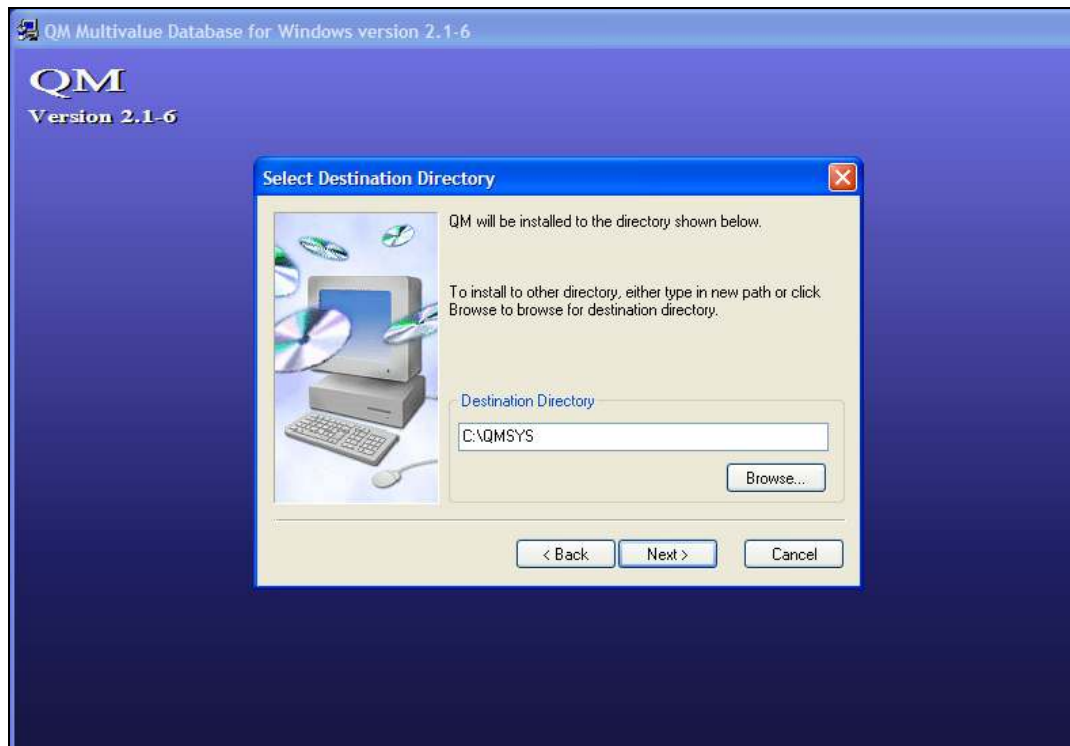 QM Multivalue Database for Windows version 2.1-6
QM
Version 2.1-6
Select Destination Directory
QM will be installed to the directory shown below.
To install to other directory, either type in new path or click
Browse to browse for destination directory.
Destination Directory
C:\QMSYS
Browse...
< Back
Next >
Cancel